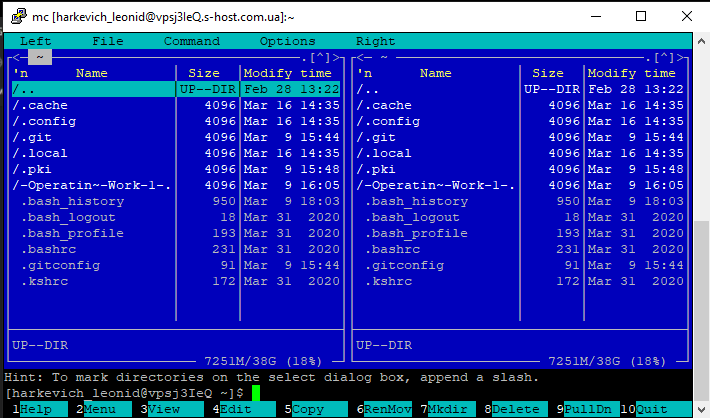 mc [harkevich_leonid@vpsj3leQ.s-host.com.ua]:~
Left File Command Options Right
<─ ~ ─.[^]> <─ ~ ─.[^]>
'n Name Size Modify time 'n Name Size Modify time
/.. UP--DIR Feb 28 13:22 /.. UP--DIR Feb 28 13:22
/.cache 4096 Mar 16 14:35 /.cache 4096 Mar 16 14:35
/.config 4096 Mar 16 14:35 /.config 4096 Mar 16 14:35
/.git 4096 Mar 9 15:44 /.git 4096 Mar 9 15:44
/.local 4096 Mar 16 14:35 /.local 4096 Mar 16 14:35
/.pki 4096 Mar 9 15:48 /.pki 4096 Mar 9 15:48
/-Operatin~-Work-1-. 4096 Mar 9 16:05 /-Operatin~-Work-1-. 4096 Mar 9 16:05
.bash_history 950 Mar 9 18:03 .bash_history 950 Mar 9 18:03
.bash_logout 18 Mar 31 2020 .bash_logout 18 Mar 31 2020
.bash_profile 193 Mar 31 2020 .bash_profile 193 Mar 31 2020
.bashrc 231 Mar 31 2020 .bashrc 231 Mar 31 2020
.gitconfig 91 Mar 9 15:44 .gitconfig 91 Mar 9 15:44
.kshrc 172 Mar 31 2020 .kshrc 172 Mar 31 2020
UP--DIR UP--DIR
7251M/38G (18%) 7251M/38G (18%)
Hint: To mark directories on the select dialog box, append a slash.
[harkevich_leonid@vpsj3IeQ ~]$
1Help 2Menu 3View 4Edit 5Copy 6RenMov 7Mkdir 8Delete 9PullDn 10Quit